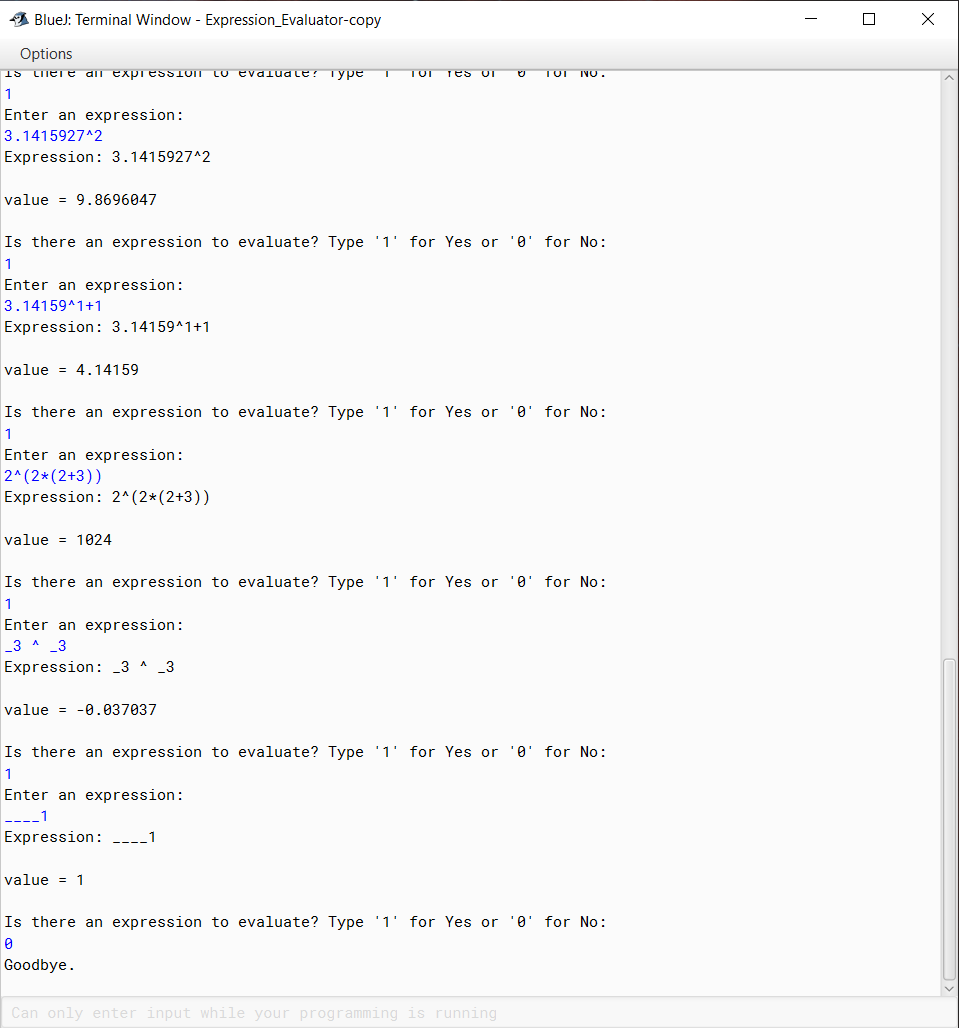 BlueJ: Terminal Window - Expression_Evaluator-copy
Options
Is there an expression to evaluate? Type '1' for Yes or '0' for No:
1
Enter an expression:
3.1415927^2
Expression: 3.1415927^2
value = 9.8696047
Is there an expression to evaluate? Type '1' for Yes or '0' for No:
1
Enter an expression:
3.14159^1+1
Expression: 3.14159^1+1
value = 4.14159
Is there an expression to evaluate? Type '1' for Yes or '0' for No:
1
Enter an expression:
2^(2*(2+3))
Expression: 2^(2*(2+3))
value = 1024
Is there an expression to evaluate? Type '1' for Yes or '0' for No:
1
Enter an expression:
_3 ^ _3
Expression: _3 ^ _3
value = -0.037037
Is there an expression to evaluate? Type '1' for Yes or '0' for No:
1
Enter an expression:
____1
Expression: ____1
value = 1
Is there an expression to evaluate? Type '1' for Yes or '0' for No:
0
Goodbye.
Can only enter input while your programming is running